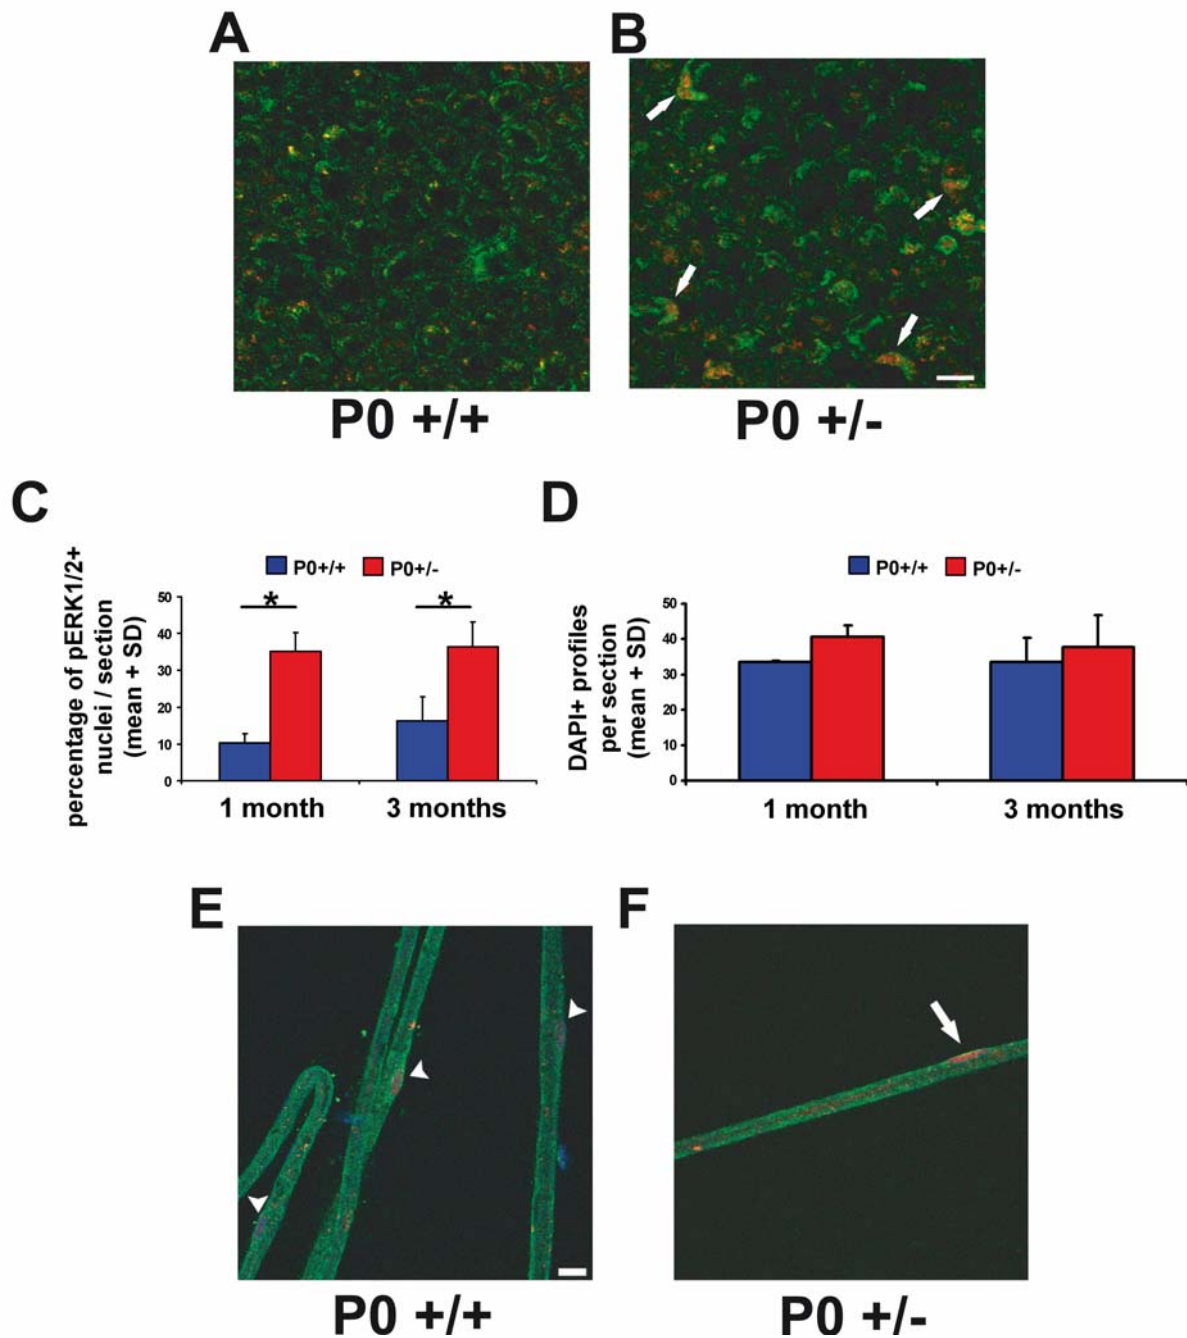 A
B
P0 +/+
P0 +/-
C
D
percentage of pERK1/2+
nuclei / section
(mean + SD)
P0+/+ P0+/-
* *
50
40
30
20
10
0
1 month 3 months
DAPI+ profiles
per section
(mean + SD)
P0+/+ P0+/-
50
40
30
20
10
0
1 month 3 months
E
F
P0 +/+
P0 +/-